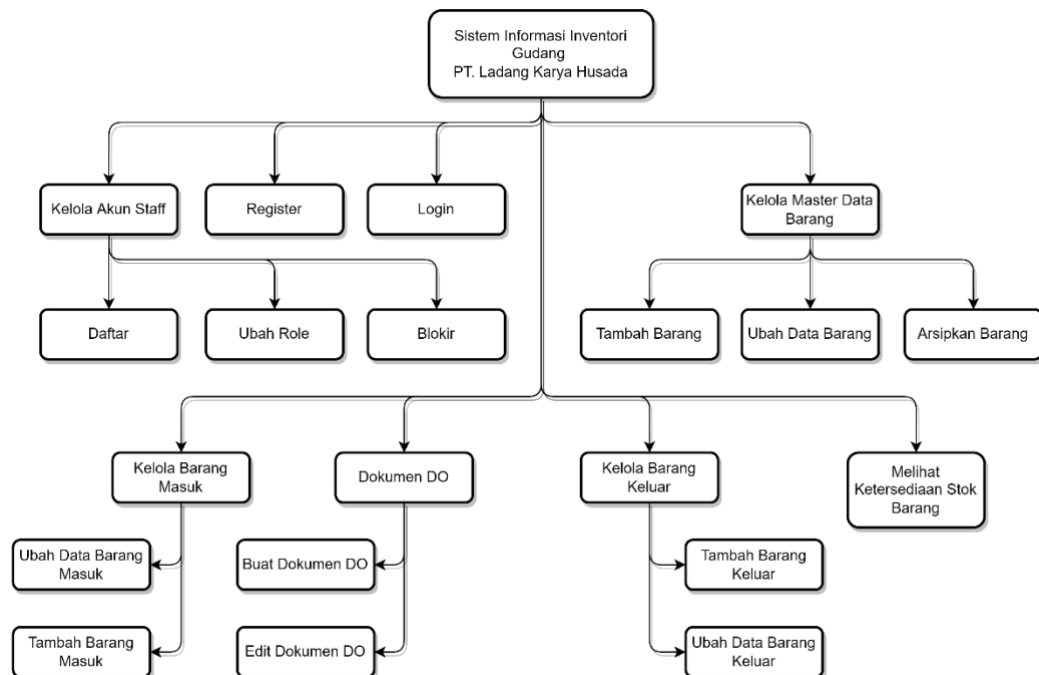 Sistem Informasi Inventori
Gudang
PT. Ladang Karya Husada
Kelola Akun Staff
Register
Login
Kelola Master Data
Barang
Daftar
Ubah Role
Blokir
Tambah Barang
Ubah Data Barang
Arsipkan Barang
Kelola Barang
Masuk
Dokumen DO
Kelola Barang
Keluar
Melihat
Ketersediaan Stok
Barang
Ubah Data Barang
Masuk
Buat Dokumen DO
Tambah Barang
Keluar
Tambah Barang
Masuk
Edit Dokumen DO
Ubah Data Barang
Keluar